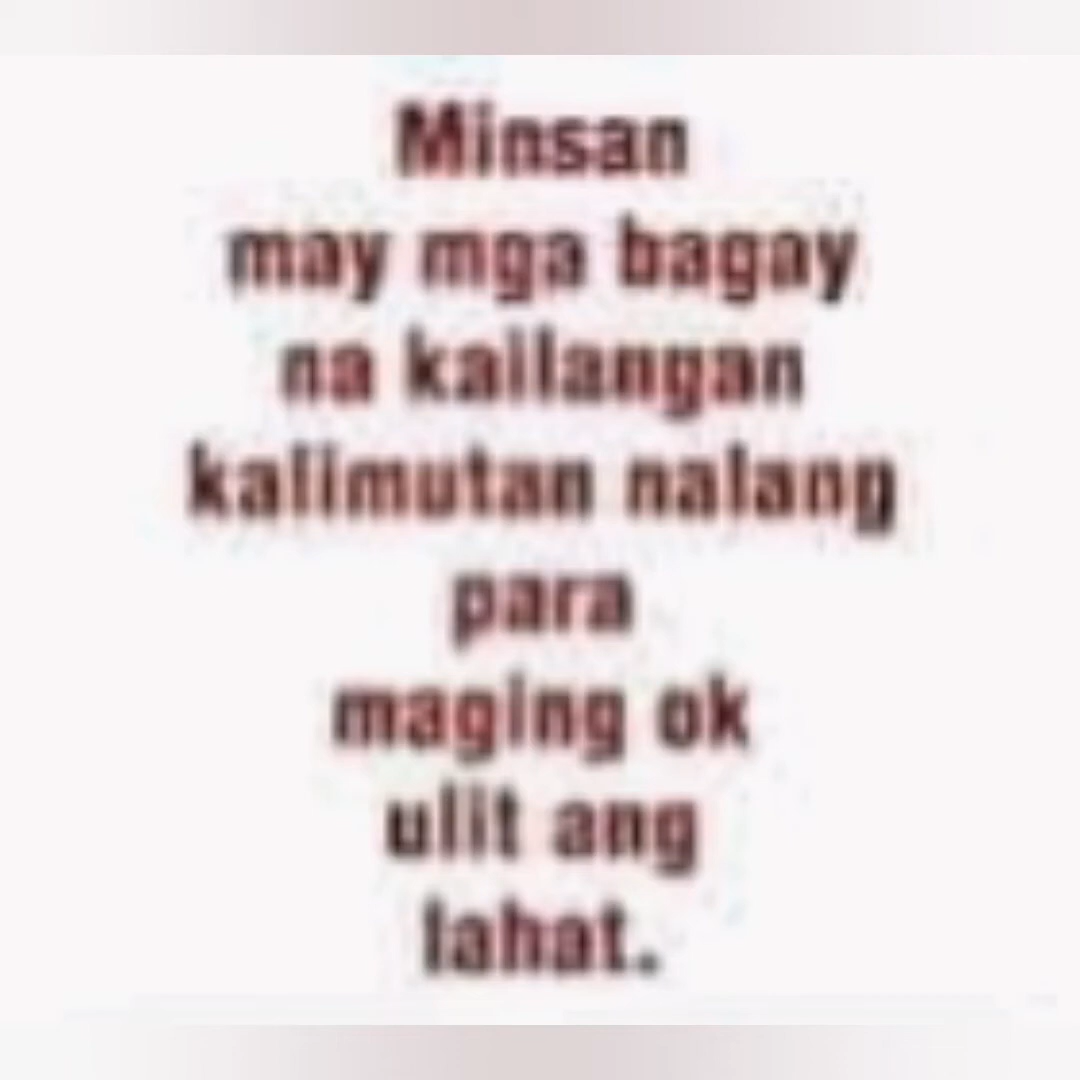 Minsan
may mga bagay
na kailangan
kalimutan nalang
para
maging ok
ulit ang
lahat.